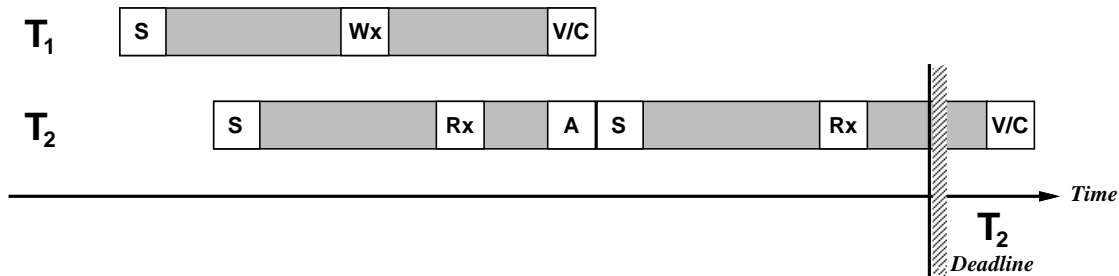 T1 S Wx V/C
T2 S Rx A S Rx V/C
Time
T2
Deadline